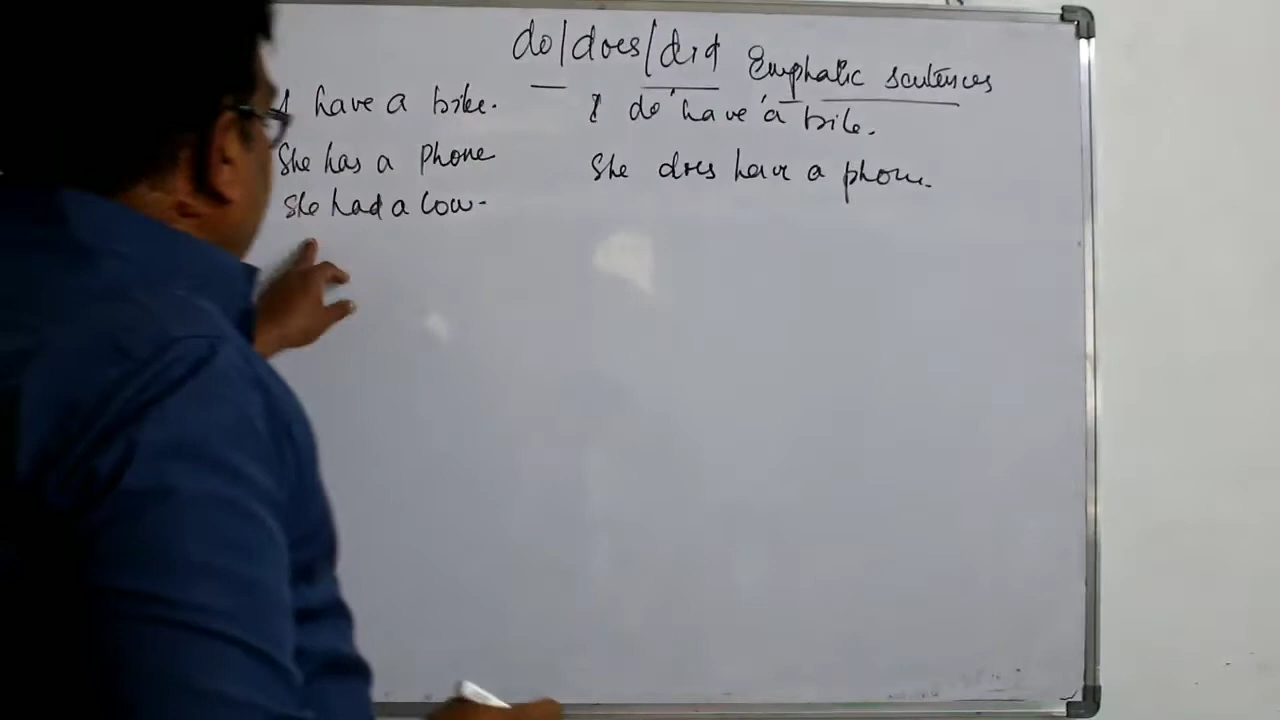 do/does/did Emphatic sentences
I have a bike. I do have a bike.
She has a phone She does have a phone.
She had a cow.